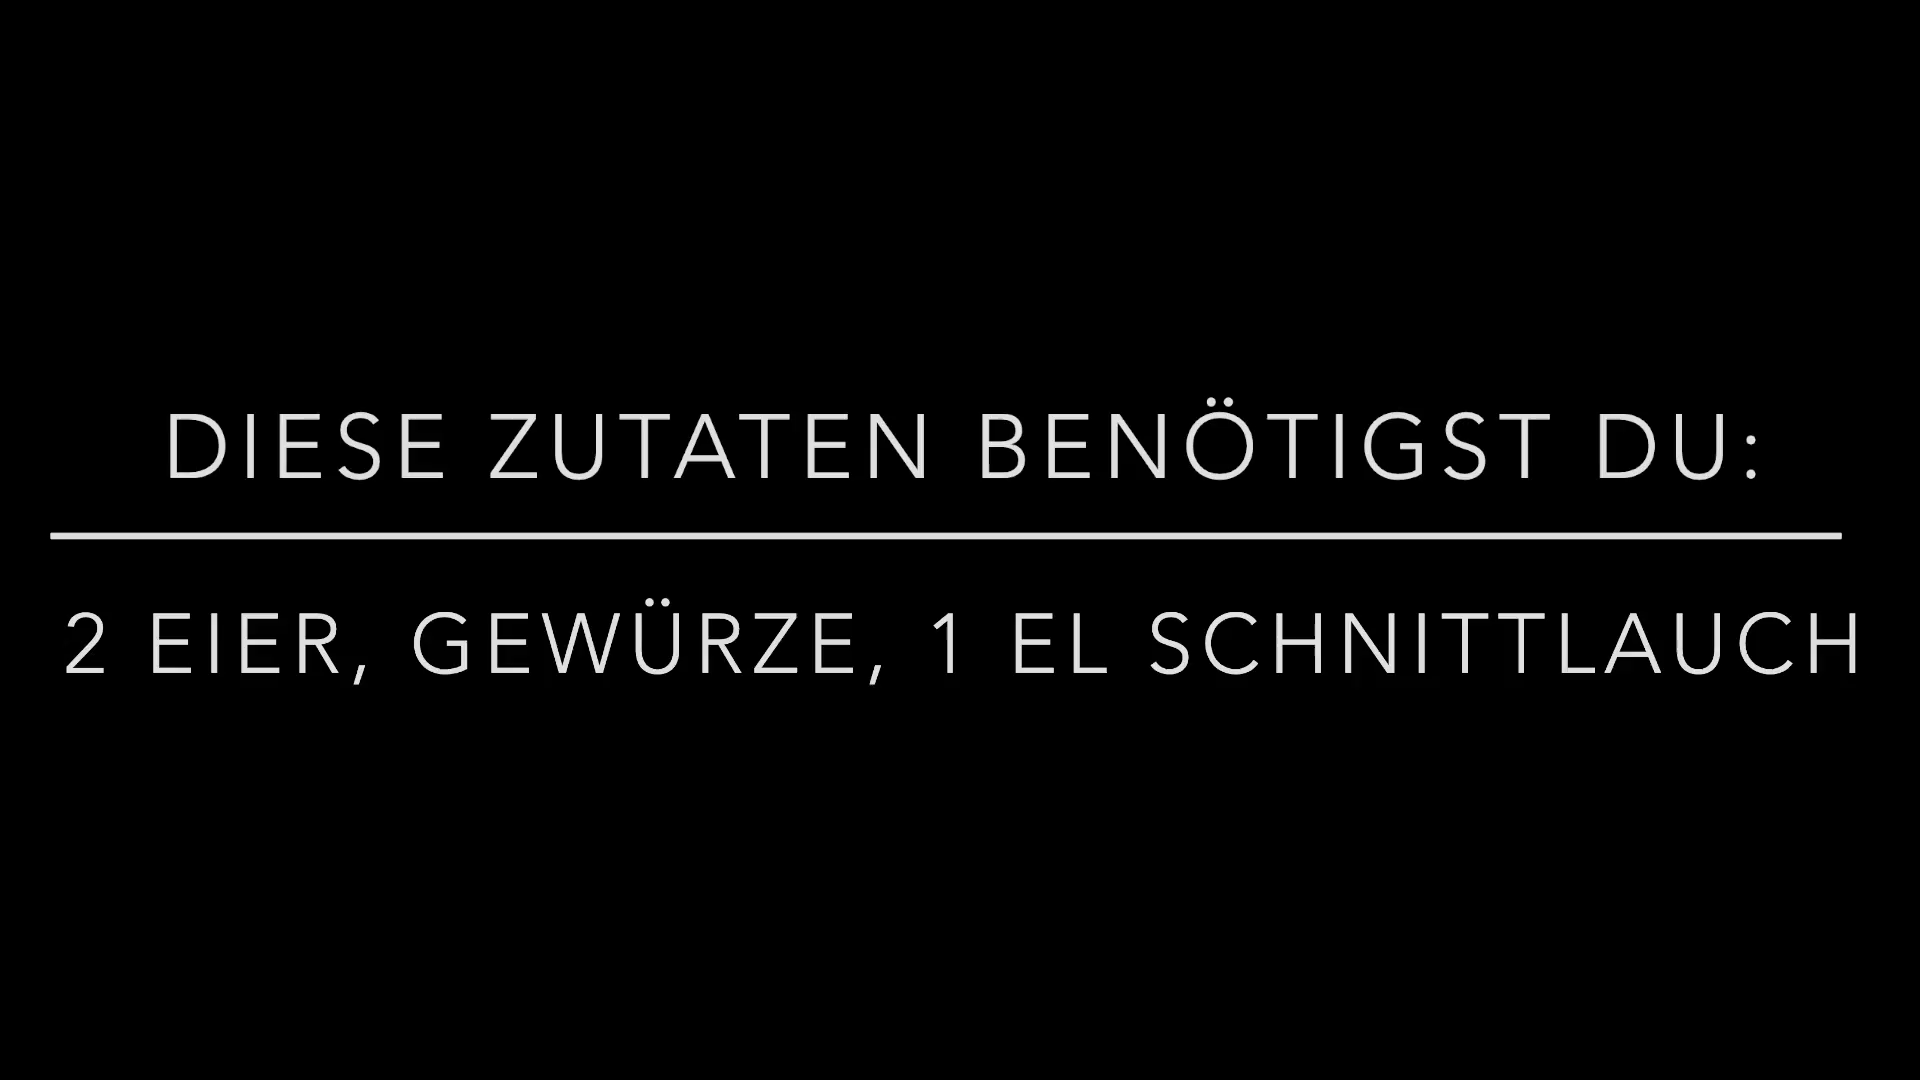 DIESE ZUTATEN BENÖTIGST DU:
2 EIER, GEWÜRZE, 1 EL SCHNITTLAUCH